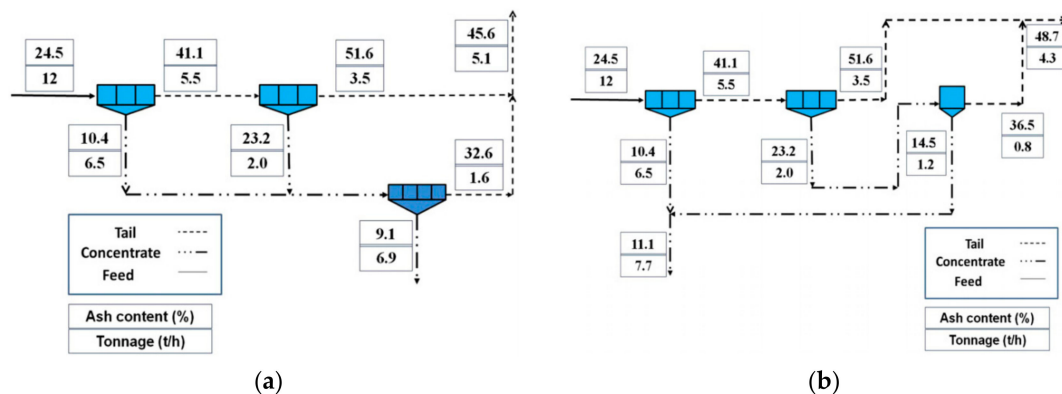 24.5
12
41.1
5.5
51.6
3.5
45.6
5.1
10.4
6.5
23.2
2.0
32.6
1.6
9.1
6.9
Tail
Concentrate
Feed
Ash content (%)
Tonnage (t/h)
(a)
24.5
12
41.1
5.5
51.6
3.5
48.7
4.3
10.4
6.5
23.2
2.0
14.5
1.2
36.5
0.8
11.1
7.7
Tail
Concentrate
Feed
Ash content (%)
Tonnage (t/h)
(b)